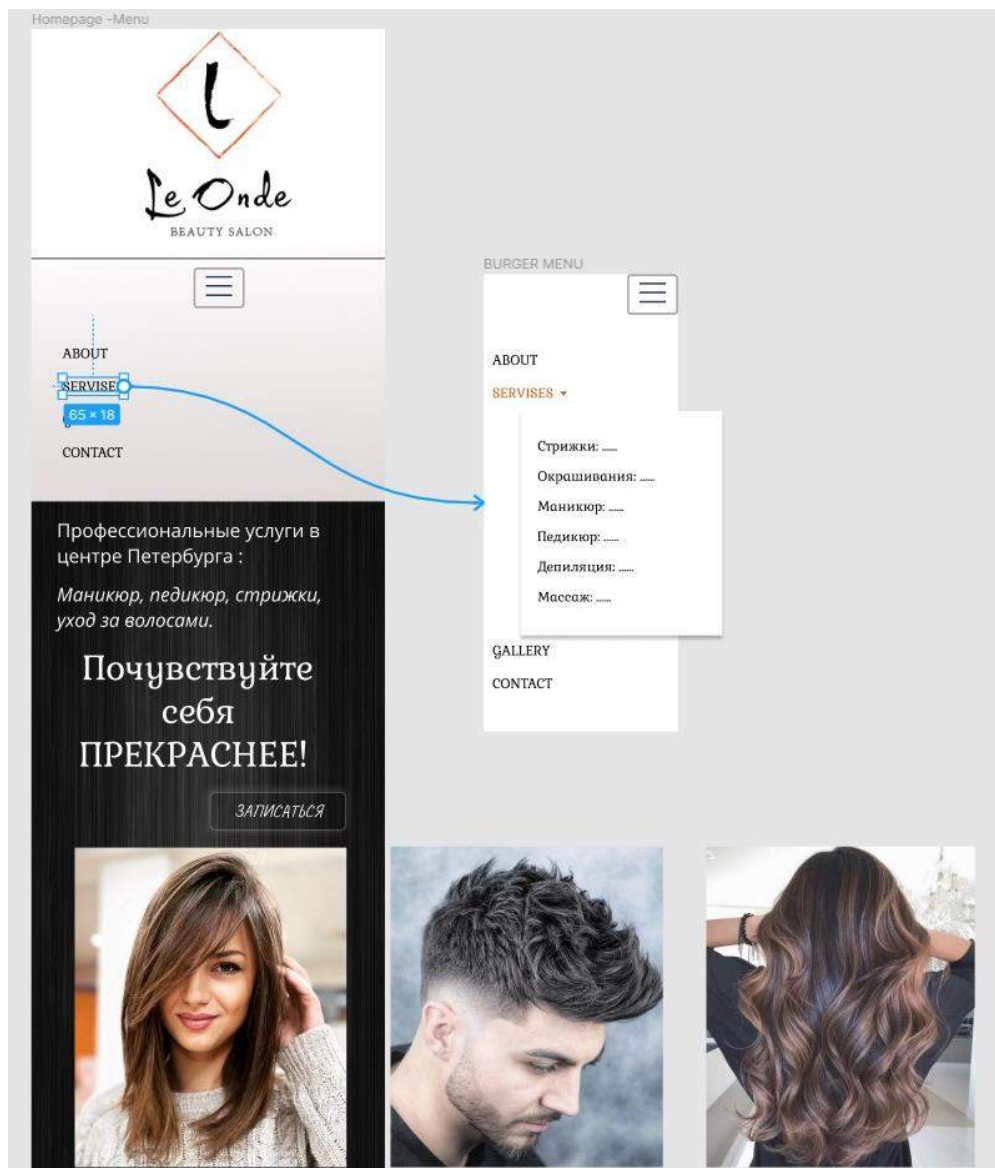 Homepage -Menu
L
Le Onde
BEAUTY SALON
ABOUT
SERVISE
65 × 18
CONTACT
Профессиональные услуги в
центре Петербурга :
Маникюр, педикюр, стрижки,
уход за волосами.
Почувствуйте
себя
ПРЕКРАСНЕЕ!
ЗАПИСАТЬСЯ
BURGER MENU
ABOUT
SERVISES
Стрижки: ......
Окрашивания: ......
Маникюр: ......
Педикюр: ......
Депиляция: ......
Массаж: ......
GALLERY
CONTACT